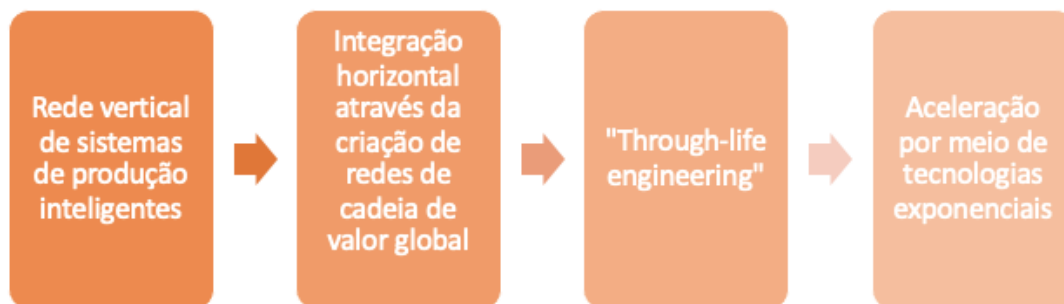 Rede vertical
de sistemas
de produção
inteligentes
Integração
horizontal
através da
criação de
redes de
cadeia de
valor global
"Through-life
engineering"
Aceleração
por meio de
tecnologias
exponenciais